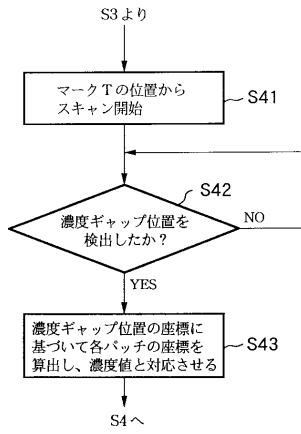 S3より
マークTの位置から
スキャン開始
S41
S42
濃度ギャップ位置を
検出したか？
NO
YES
濃度ギャップ位置の座標に
基づいて各パッチの座標を
算出し、濃度値と対応させる
S43
S4へ